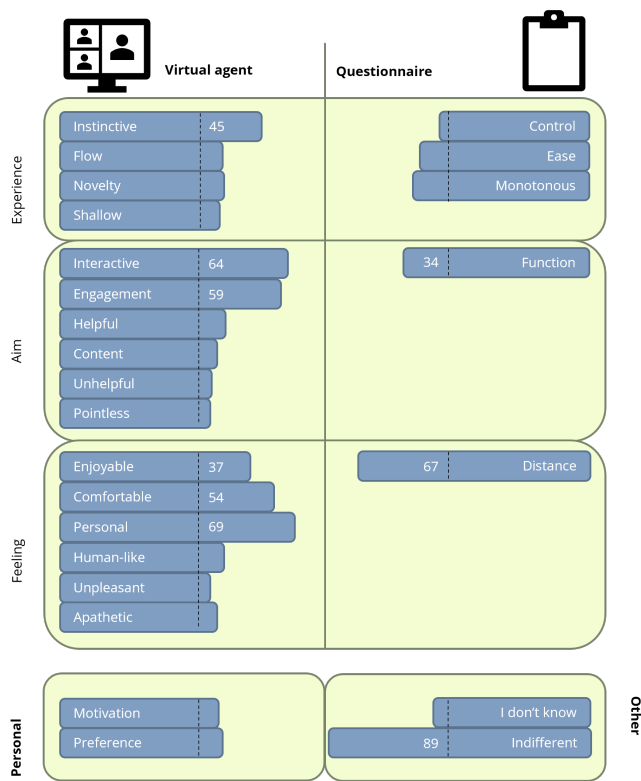 Virtual agent
Questionnaire
Experience
Instinctive 45
Flow
Novelty
Shallow
Control
Ease
Monotonous
Aim
Interactive 64
Engagement 59
Helpful
Content
Unhelpful
Pointless
34 Function
Feeling
Enjoyable 37
Comfortable 54
Personal 69
Human-like
Unpleasant
Apathetic
67 Distance
Personal
Motivation
Preference
I don't know
89 Indifferent
Other